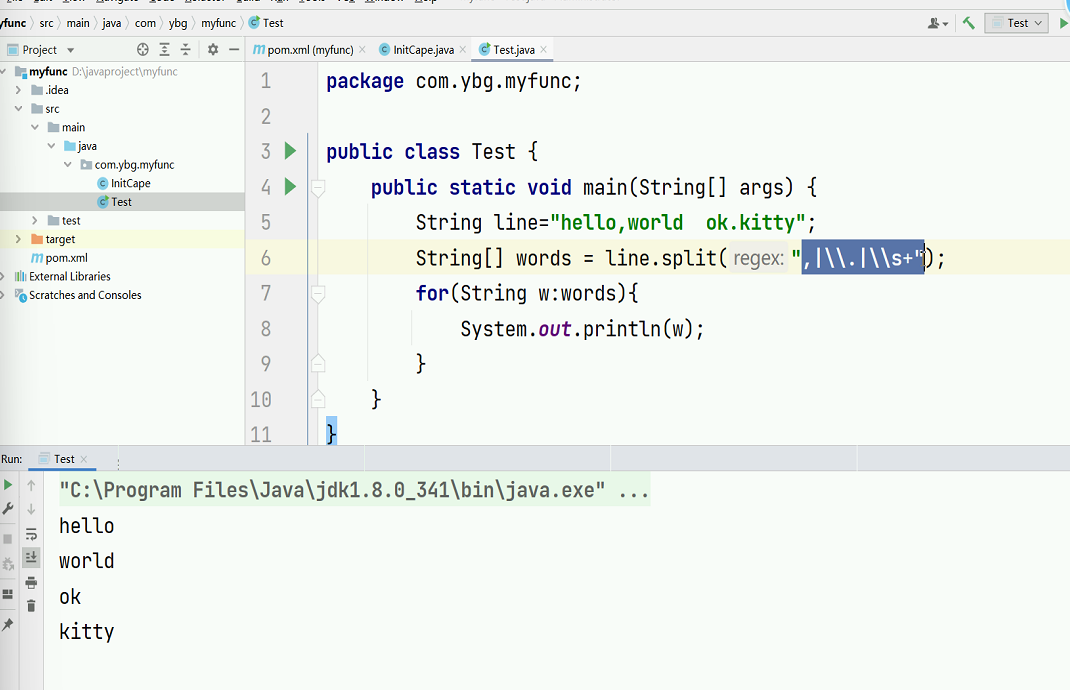 yfunc src main java com ybg myfunc Test
Test
Project
pom.xml (myfunc) InitCape.java Test.java
myfunc D:\javaproject\myfunc
.idea
src
main
java
com.ybg.myfunc
InitCape
Test
test
target
pom.xml
External Libraries
Scratches and Consoles
1 package com.ybg.myfunc;
2
3 public class Test {
4 public static void main(String[] args) {
5 String line="hello,world  ok.kitty";
6 String[] words = line.split( regex: ",|\\.|\\s+");
7 for(String w:words){
8 System.out.println(w);
9 }
10 }
11 }
Run: Test
"C:\Program Files\Java\jdk1.8.0_341\bin\java.exe" ...
hello
world
ok
kitty